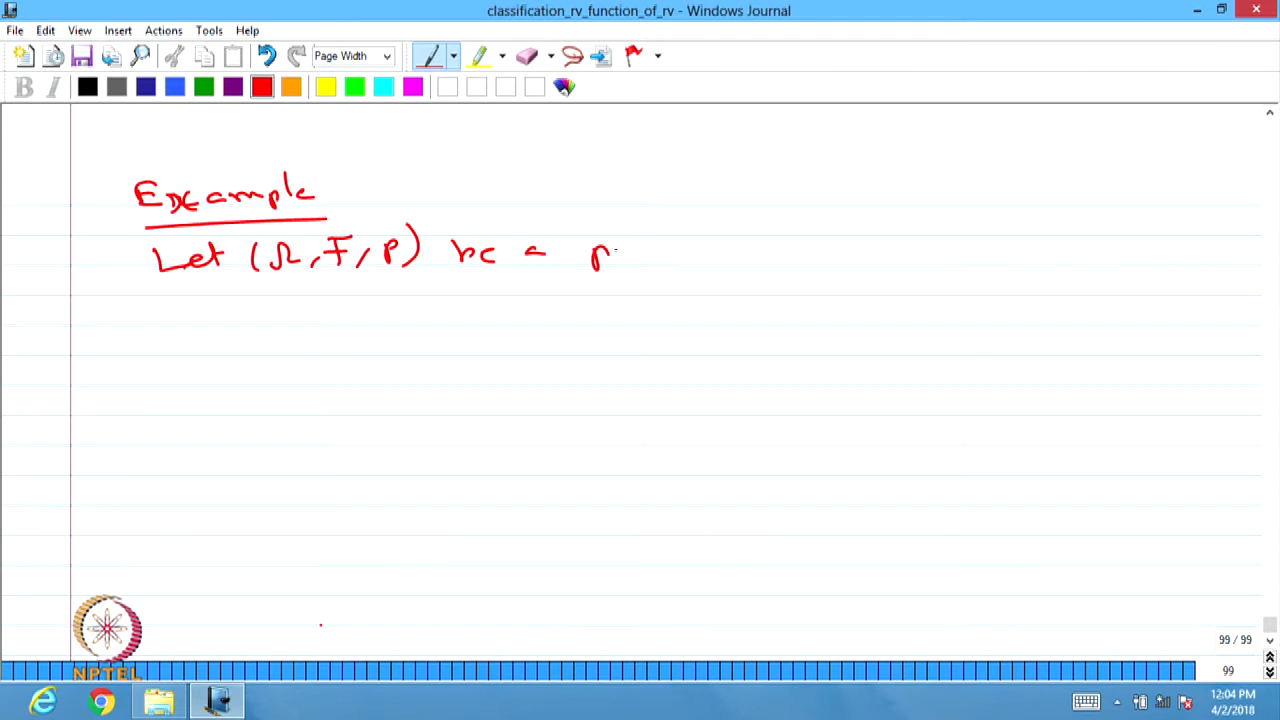 classification_rv_function_of_rv - Windows Journal
File Edit View Insert Actions Tools Help
Page Width
B I
Example
Let (Ω, F, P) be a p
99 / 99
NPTEL
99
12:04 PM
4/2/2018